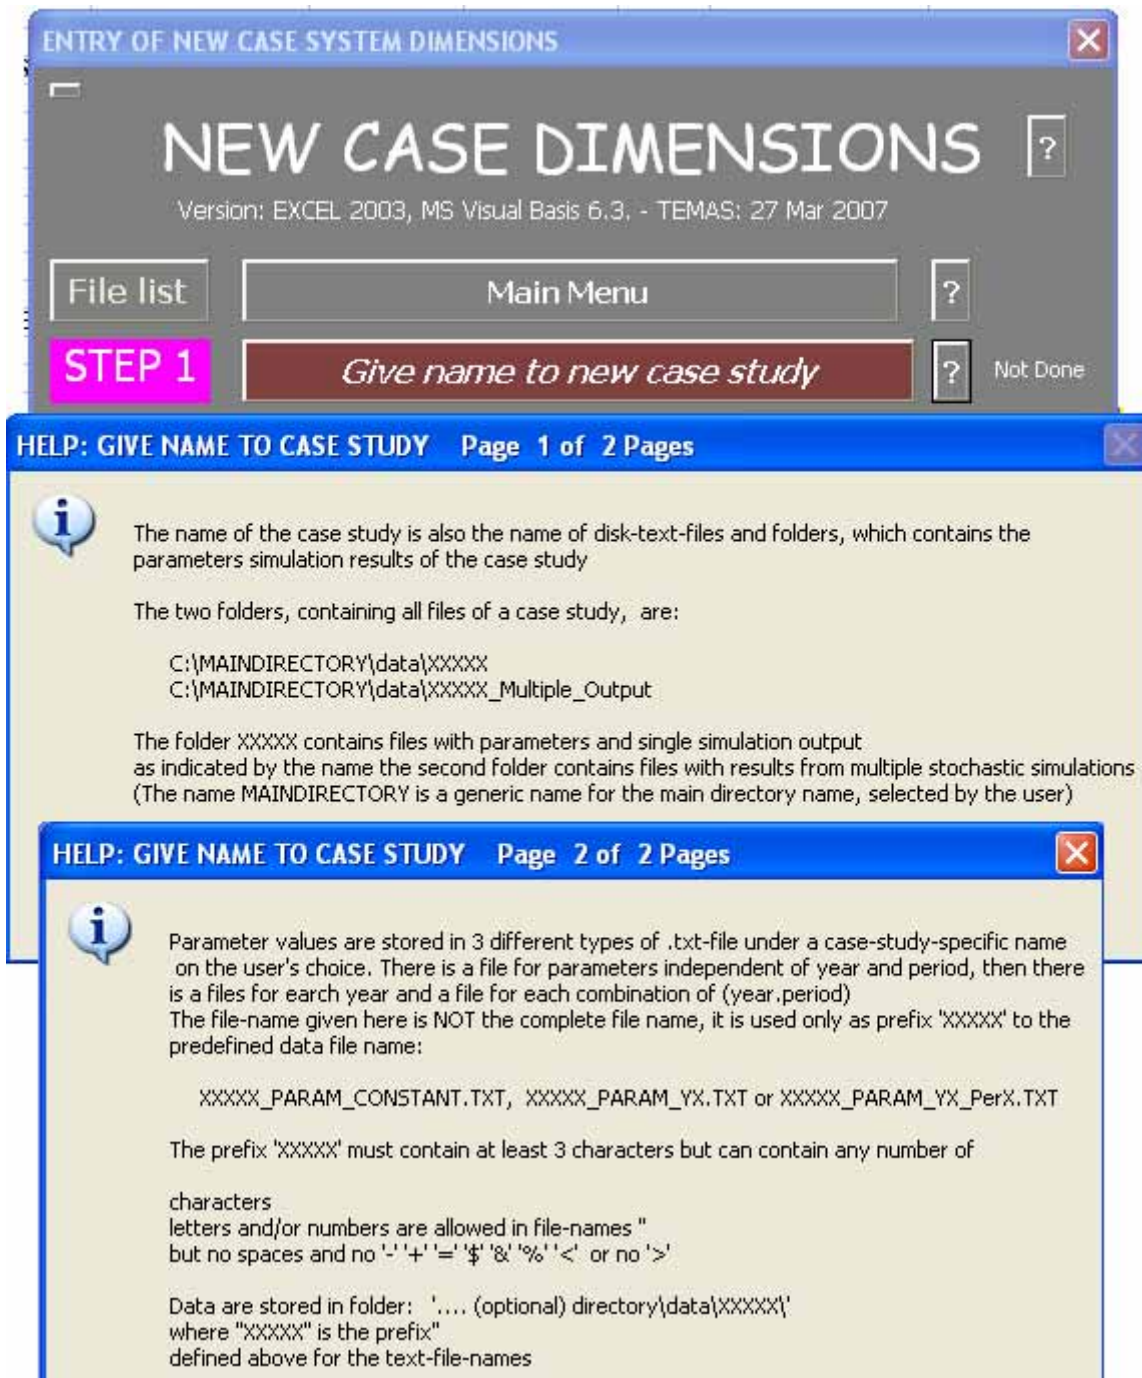 ENTRY OF NEW CASE SYSTEM DIMENSIONS
NEW CASE DIMENSIONS ?
Version: EXCEL 2003, MS Visual Basis 6.3. - TEMAS: 27 Mar 2007
File list Main Menu ?
STEP 1 Give name to new case study ? Not Done
HELP: GIVE NAME TO CASE STUDY Page 1 of 2 Pages
The name of the case study is also the name of disk-text-files and folders, which contains the
parameters simulation results of the case study
The two folders, containing all files of a case study, are:
C:\MAINDIRECTORY\data\XXXXX
C:\MAINDIRECTORY\data\XXXXX_Multiple_Output
The folder XXXXX contains files with parameters and single simulation output
as indicated by the name the second folder contains files with results from multiple stochastic simulations
(The name MAINDIRECTORY is a generic name for the main directory name, selected by the user)
HELP: GIVE NAME TO CASE STUDY Page 2 of 2 Pages
Parameter values are stored in 3 different types of .txt-file under a case-study-specific name
on the user's choice. There is a file for parameters independent of year and period, then there
is a files for earch year and a file for each combination of (year.period)
The file-name given here is NOT the complete file name, it is used only as prefix 'XXXXX' to the
predefined data file name:
XXXXX_PARAM_CONSTANT.TXT, XXXXX_PARAM_YX.TXT or XXXXX_PARAM_YX_PerX.TXT
The prefix 'XXXXX' must contain at least 3 characters but can contain any number of
characters
letters and/or numbers are allowed in file-names "
but no spaces and no '-' '+' '=' '$' '&' '%' '<' or no '>'
Data are stored in folder: '.... (optional) directory\data\XXXXX\'
where "XXXXX" is the prefix"
defined above for the text-file-names